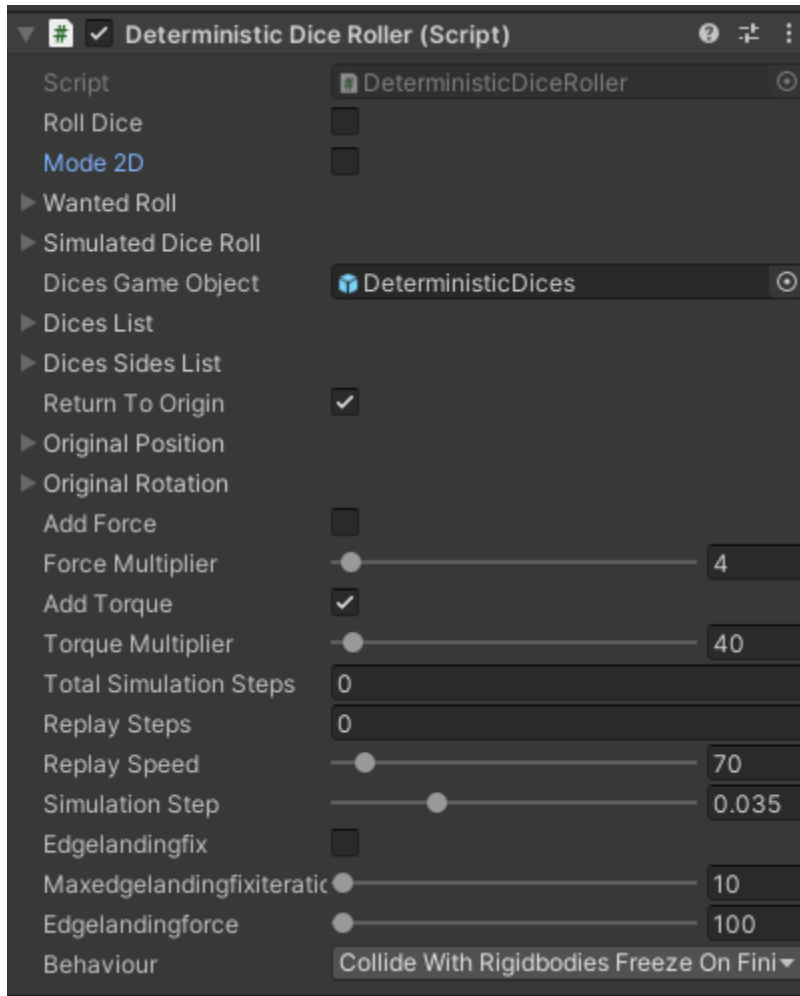 # Deterministic Dice Roller (Script)
Script # DeterministicDiceRoller
Roll Dice
Mode 2D
Wanted Roll
Simulated Dice Roll
Dices Game Object DeterministicDices
Dices List
Dices Sides List
Return To Origin
Original Position
Original Rotation
Add Force
Force Multiplier 4
Add Torque
Torque Multiplier 40
Total Simulation Steps 0
Replay Steps 0
Replay Speed 70
Simulation Step 0.035
Edgelandingfix
Maxedgelandingfixiteratic 10
Edgelandingforce 100
Behaviour Collide With Rigidbodies Freeze On Fini